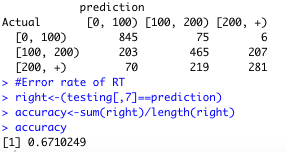 prediction
Actual [0, 100) [100, 200) [200, +)
[0, 100) 845 75 6
[100, 200) 203 465 207
[200, +) 70 219 281
> #Error rate of RT
> right<-(testing[,7]==prediction)
> accuracy<-sum(right)/length(right)
> accuracy
[1] 0.6710249